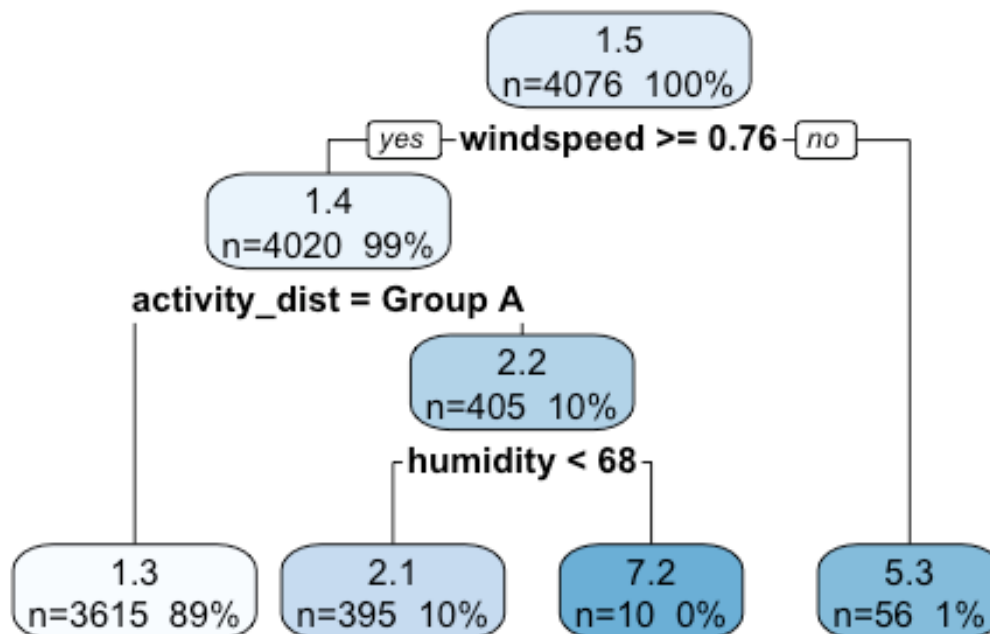 1.5
n=4076 100%
yes windspeed >= 0.76 no
1.4
n=4020 99%
activity_dist = Group A
2.2
n=405 10%
humidity < 68
1.3
n=3615 89%
2.1
n=395 10%
7.2
n=10 0%
5.3
n=56 1%